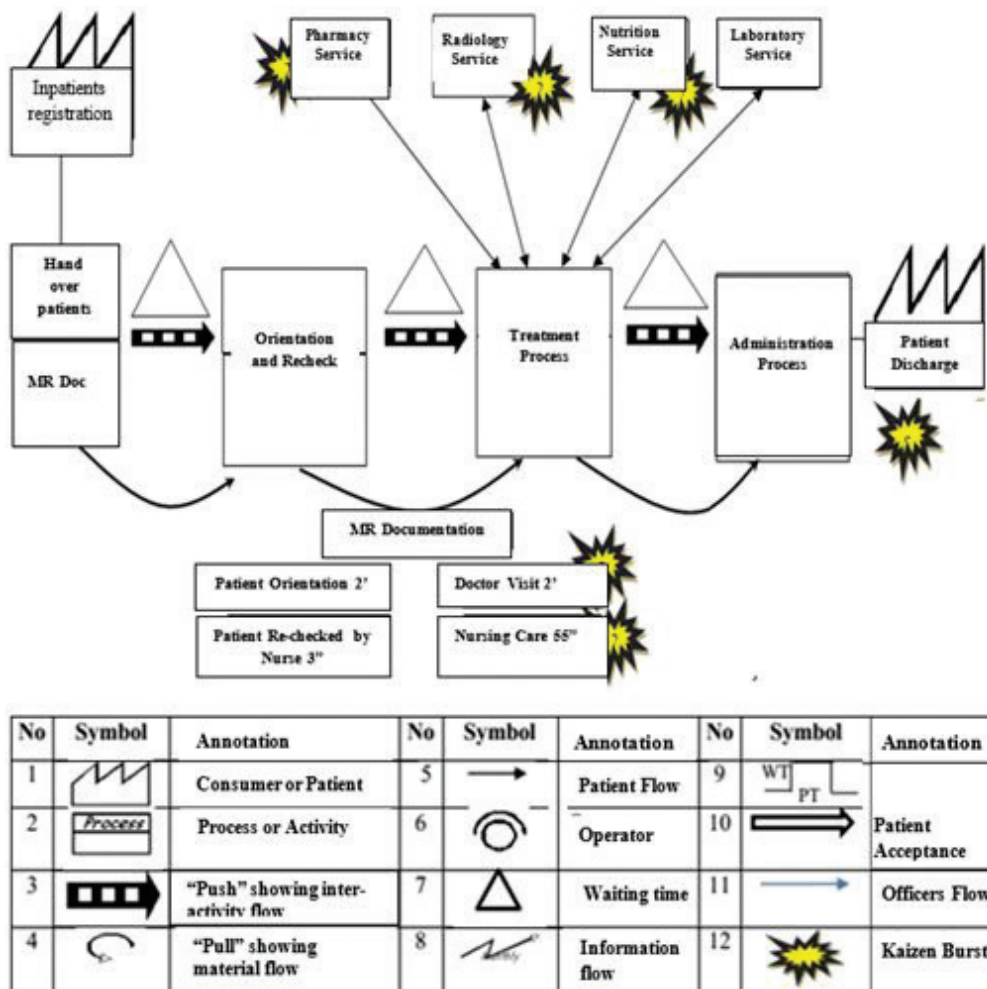 Pharmacy
Service
Radiology
Service
Nutrition
Service
Laboratory
Service
Inpatients
registration
Hand
over
patients
MR Doc
Orientation
and Recheck
Treatment
Process
Administration
Process
Patient
Discharge
MR Documentation
Patient Orientation 2’
Doctor Visit 2’
Patient Re-checked by
Nurse 3”
Nursing Care 55”
No Symbol Annotation No Symbol Annotation No Symbol Annotation
1 Consumer or Patient 5 Patient Flow 9 WT PT
2 Process Process or Activity 6 Operator 10 Patient
Acceptance
3 “Push” showing inter-
activity flow
7 Waiting time 11 Officers Flow
4 “Pull” showing
material flow
8 Information
flow
12 Kaizen Burst